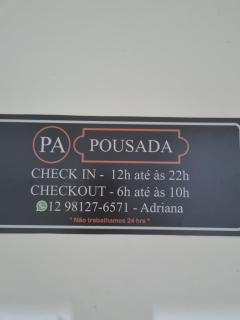 PA POUSADA
CHECK IN - 12h até às 22h
CHECKOUT - 6h até às 10h
12 98127-6571 - Adriana
* Não trabalhamos 24 hrs *